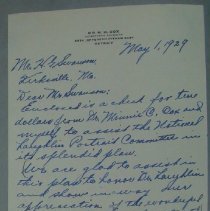 May 1, 1929
Mr. H. G. Swanson;
Kirksville, Mo.
Dear Mr. Swanson;
Enclosed is a check for five
dollars, from Mr. Minnie C. Cox and
myself to assist the National
Laughlin Portrait Committee in
its splendid plan.
We are glad to assist in
this plan to honor Dr. Laughlin
and show in a way our
appreciation of the wonderful